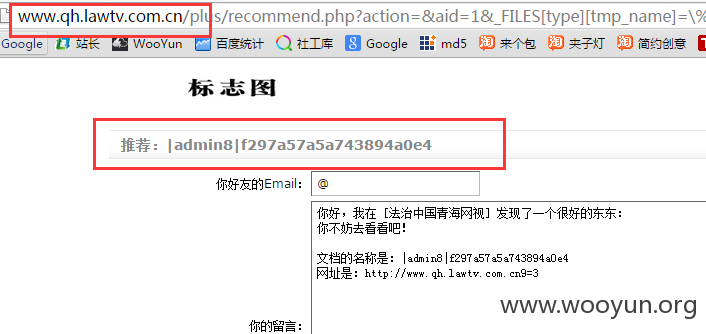 www.qh.lawtv.com.cn/plus/recommend.php?action=&aid=1&_FILES[type][tmp_name]=\%
Google 站长 WooYun 百度统计 社工库 Google md5 来个包 夹子灯 简约创意
标志图
推荐：|admin8|f297a57a5a743894a0e4
你好友的Email： @
你好，我在 [法治中国青海网视] 发现了一个很好的东东：
你不妨去看看吧！
文档的名称是：|admin8|f297a57a5a743894a0e4
网址是：http://www.qh.lawtv.com.cn9=3
你的留言：
www.wooyun.org